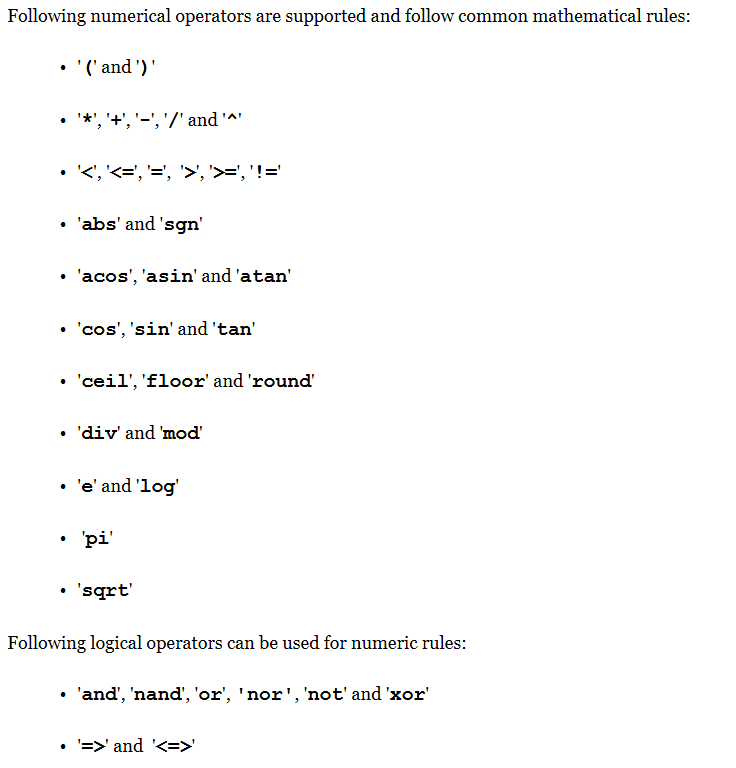 Following numerical operators are supported and follow common mathematical rules:
• '(' and ')'
• '*', '+', '-', '/' and '^'
• '<', '<=', '=', '>', '>=', '!='
• 'abs' and 'sgn'
• 'acos', 'asin' and 'atan'
• 'cos', 'sin' and 'tan'
• 'ceil', 'floor' and 'round'
• 'div' and 'mod'
• 'e' and 'log'
• 'pi'
• 'sqrt'
Following logical operators can be used for numeric rules:
• 'and', 'nand', 'or', 'nor', 'not' and 'xor'
• '=>' and '<=>'